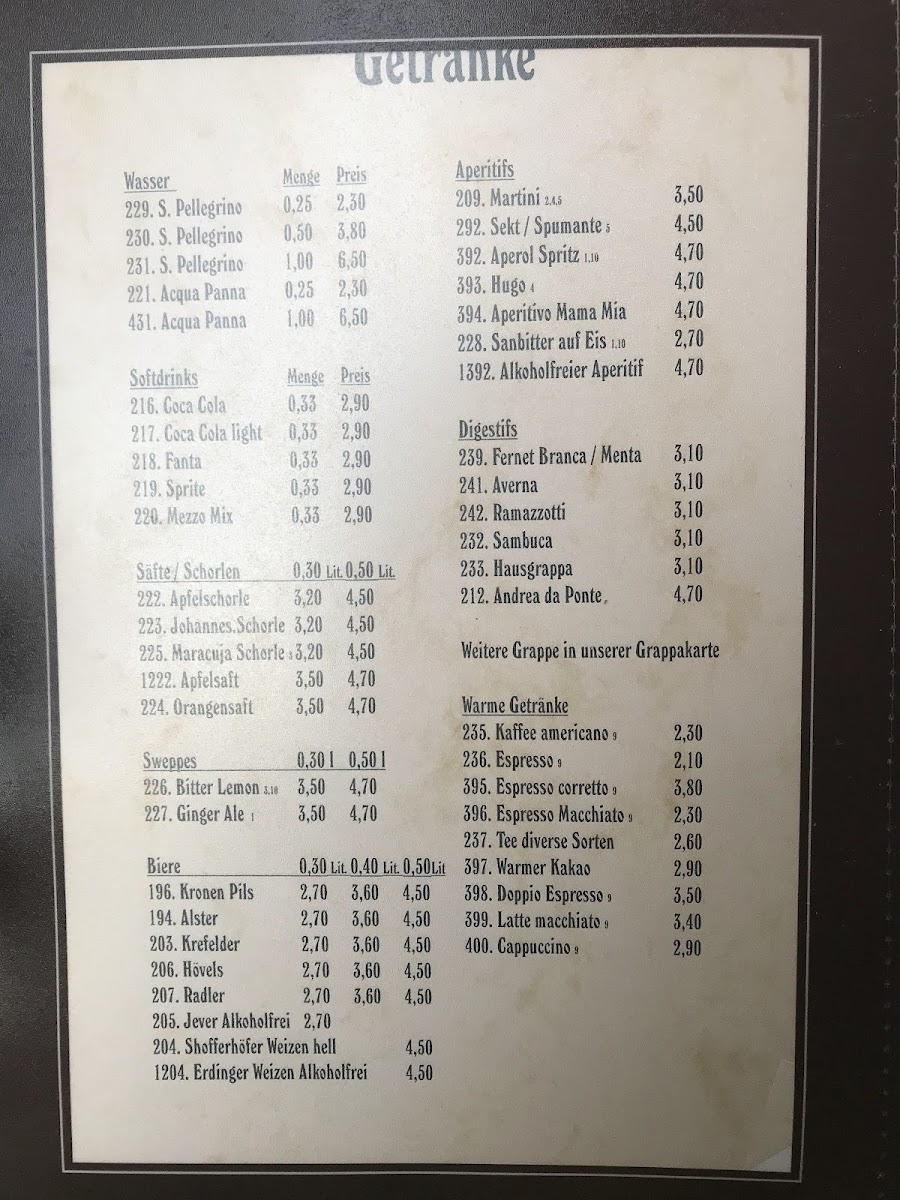 Getränke
Wasser Menge Preis
229. S. Pellegrino 0,25 2,30
230. S. Pellegrino 0,50 3,80
231. S. Pellegrino 1,00 6,50
221. Acqua Panna 0,25 2,30
431. Acqua Panna 1,00 6,50
Softdrinks Menge Preis
216. Coca Cola 0,33 2,90
217. Coca Cola light 0,33 2,90
218. Fanta 0,33 2,90
219. Sprite 0,33 2,90
220. Mezzo Mix 0,33 2,90
Säfte / Schorlen 0,30 Lit. 0,50 Lit.
222. Apfelschorle 3,20 4,50
223. Johannes.Schorle 3,20 4,50
225. Maracuja Schorle 3 3,20 4,50
1222. Apfelsaft 3,50 4,70
224. Orangensaft 3,50 4,70
Sweppes 0,30 l 0,50 l
226. Bitter Lemon 3,10 3,50 4,70
227. Ginger Ale 1 3,50 4,70
Biere 0,30 Lit. 0,40 Lit. 0,50Lit
196. Kronen Pils 2,70 3,60 4,50
194. Alster 2,70 3,60 4,50
203. Krefelder 2,70 3,60 4,50
206. Hövels 2,70 3,60 4,50
207. Radler 2,70 3,60 4,50
205. Jever Alkoholfrei 2,70
204. Shofferhöfer Weizen hell 4,50
1204. Erdinger Weizen Alkoholfrei 4,50
Aperitifs
209. Martini 2,4,5 3,50
292. Sekt / Spumante 5 4,50
392. Aperol Spritz 1,10 4,70
393. Hugo 4 4,70
394. Aperitivo Mama Mia 4,70
228. Sanbitter auf Eis 1,10 2,70
1392. Alkoholfreier Aperitif 4,70
Digestifs
239. Fernet Branca / Menta 3,10
241. Averna 3,10
242. Ramazzotti 3,10
232. Sambuca 3,10
233. Hausgrappa 3,10
212. Andrea da Ponte, 4,70
Weitere Grappe in unserer Grappakarte
Warme Getränke
235. Kaffee americano 9 2,30
236. Espresso 9 2,10
395. Espresso corretto 9 3,80
396. Espresso Macchiato 9 2,30
237. Tee diverse Sorten 2,60
397. Warmer Kakao 2,90
398. Doppio Espresso 9 3,50
399. Latte macchiato 9 3,40
400. Cappuccino 9 2,90